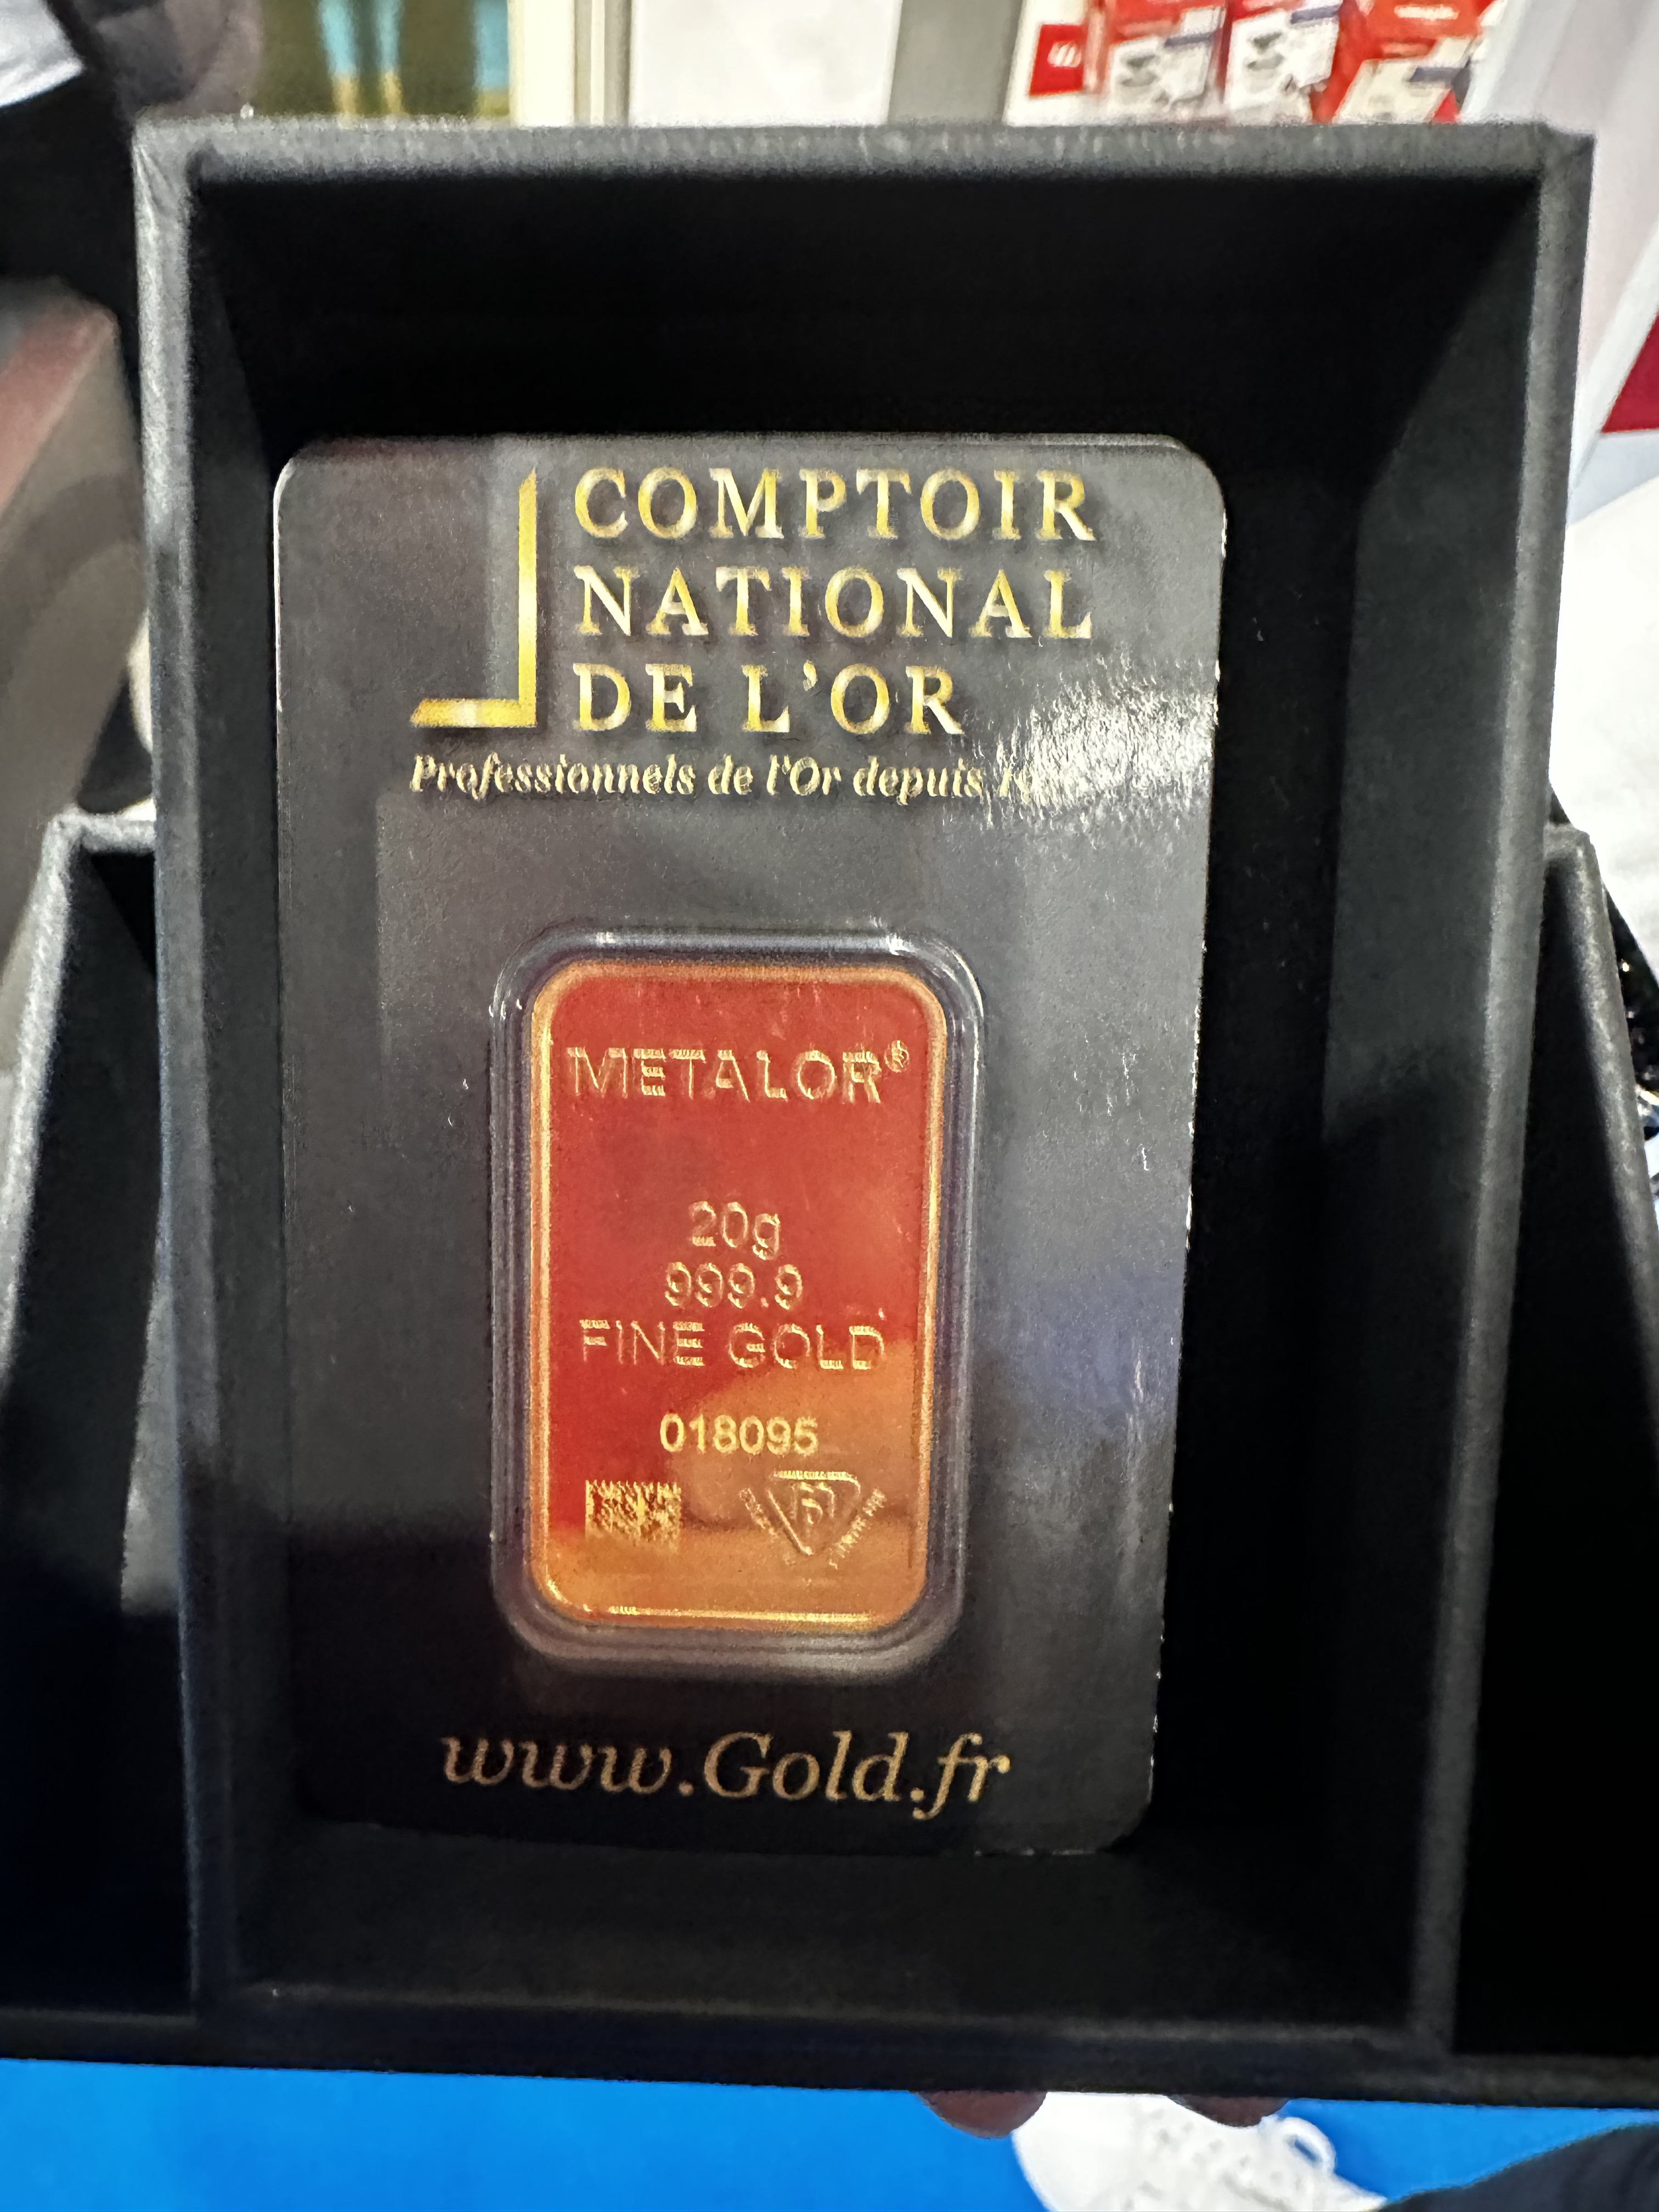 COMPTOIR
NATIONAL
DE L'OR
Professionnels de l'Or depuis
METALOR®
20g
999.9
FINE GOLD
018095
www.Gold.fr